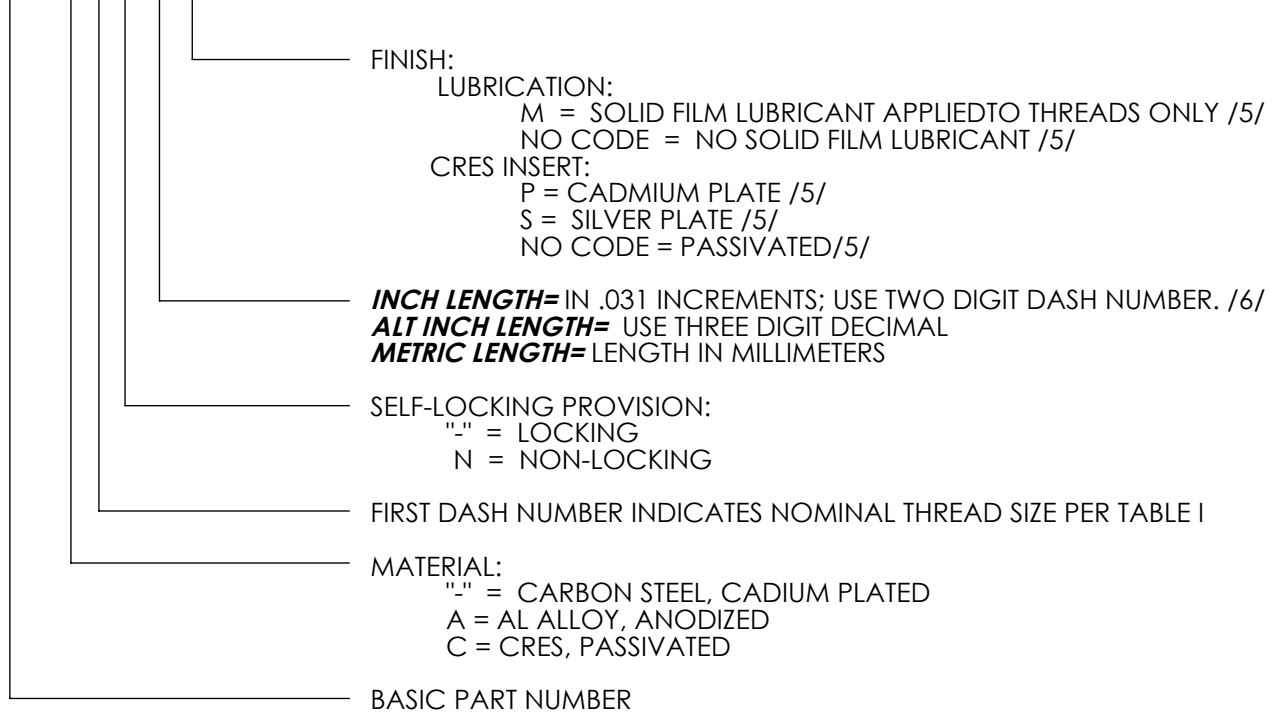 FINISH:
LUBRICATION:
M = SOLID FILM LUBRICANT APPLIEDTO THREADS ONLY /5/
NO CODE = NO SOLID FILM LUBRICANT /5/
CRES INSERT:
P = CADMIUM PLATE /5/
S = SILVER PLATE /5/
NO CODE = PASSIVATED/5/
INCH LENGTH= IN .031 INCREMENTS; USE TWO DIGIT DASH NUMBER. /6/
ALT INCH LENGTH= USE THREE DIGIT DECIMAL
METRIC LENGTH= LENGTH IN MILLIMETERS
SELF-LOCKING PROVISION:
"-" = LOCKING
N = NON-LOCKING
FIRST DASH NUMBER INDICATES NOMINAL THREAD SIZE PER TABLE I
MATERIAL:
"-" = CARBON STEEL, CADIUM PLATED
A = AL ALLOY, ANODIZED
C = CRES, PASSIVATED
BASIC PART NUMBER